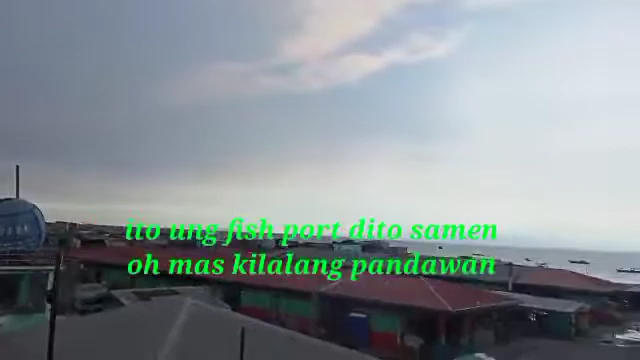 ito ung fish port dito samen
oh mas kilalang pandawan